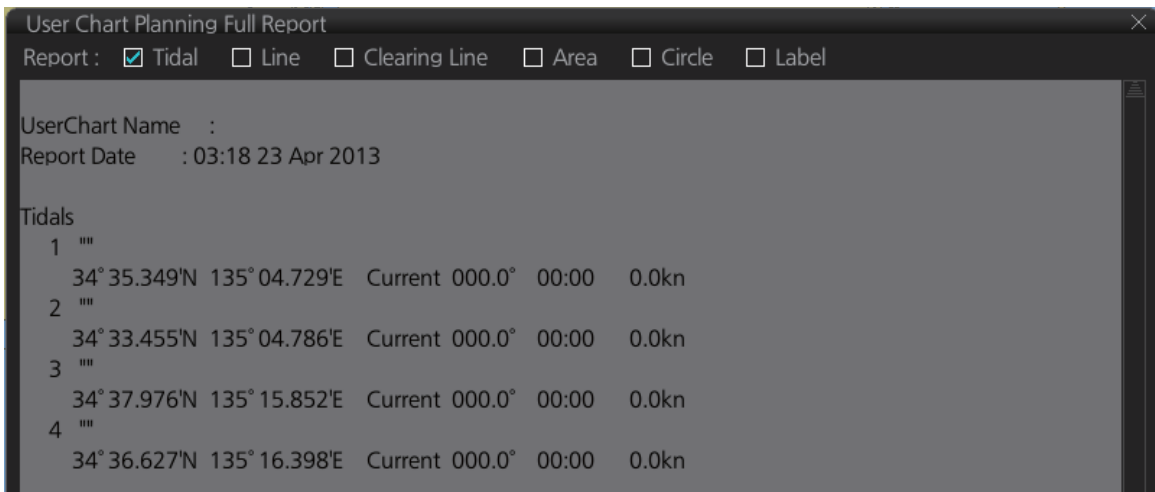 User Chart Planning Full Report
Report : Tidal Line Clearing Line Area Circle Label
UserChart Name :
Report Date : 03:18 23 Apr 2013
Tidals
1 ""
34°35.349'N 135°04.729'E Current 000.0° 00:00 0.0kn
2 ""
34°33.455'N 135°04.786'E Current 000.0° 00:00 0.0kn
3 ""
34°37.976'N 135°15.852'E Current 000.0° 00:00 0.0kn
4 ""
34°36.627'N 135°16.398'E Current 000.0° 00:00 0.0kn